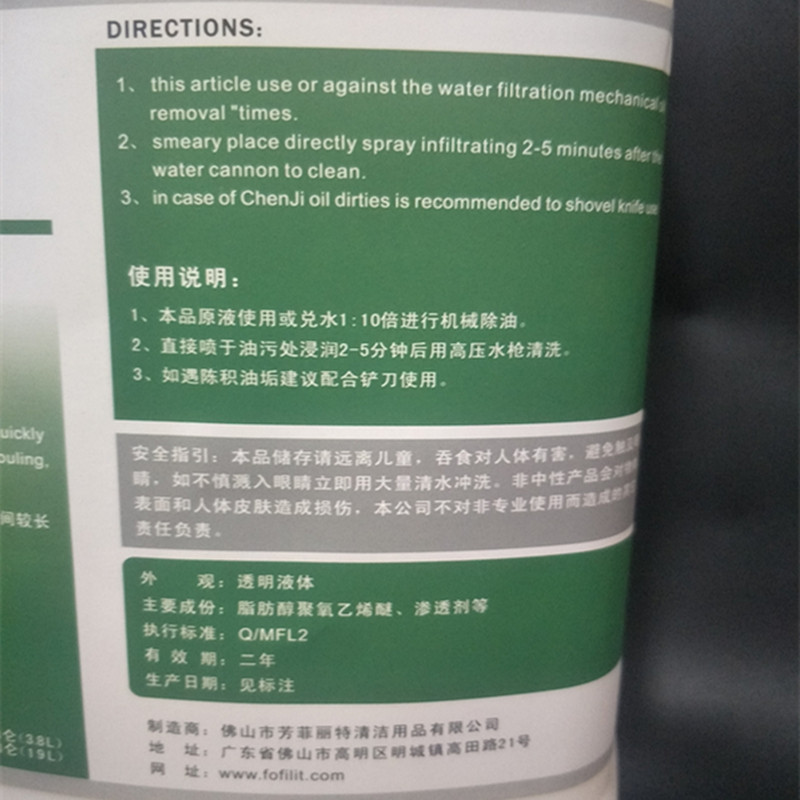 DIRECTIONS:
1、 this article use or against the water filtration mechanical
removal "times.
2、 smeary place directly spray infiltrating 2-5 minutes after the
water cannon to clean.
3、 in case of ChenJi oil dirties is recommended to shovel knife use
使用说明:
1、本品原液使用或兑水1:10倍进行机械除油。
2、直接喷于油污处浸润2-5分钟后用高压水枪清洗。
3、如遇陈积油垢建议配合铲刀使用。
安全指引: 本品储存请远离儿童, 吞食对人体有害, 避免触及
睛, 如不慎溅入眼睛立即用大量清水冲洗。非中性产品会对
表面和人体皮肤造成损伤, 本公司不对非专业使用而造成的
责任负责。
外 观: 透明液体
主要成份: 脂肪醇聚氧乙烯醚、渗透剂等
执行标准: Q/MFL2
有 效 期: 二年
生产日期: 见标注
制造商: 佛山市芳菲丽特清洁用品有限公司
地 址: 广东省佛山市高明区明城镇高田路21号
网 址: www.fofilit.com
uickly
ouling,
间较长
仑(3.8L)
仑(19L)